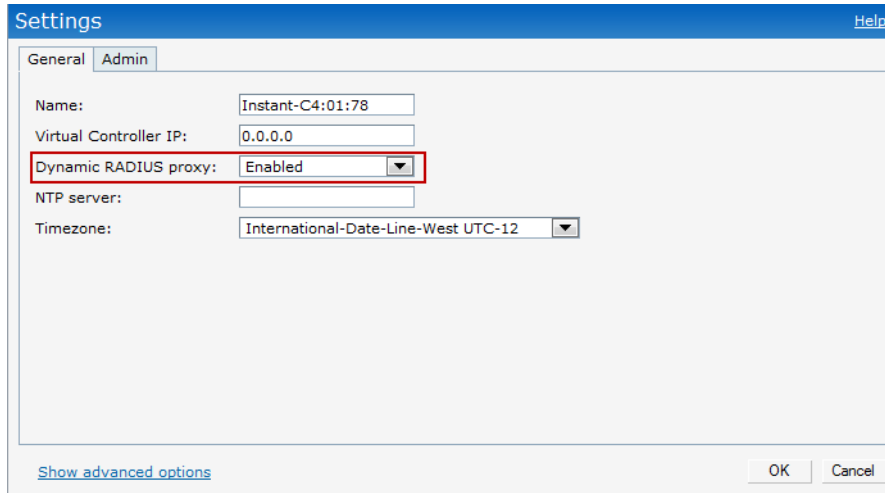 Settings Help
General Admin
Name: Instant-C4:01:78
Virtual Controller IP: 0.0.0.0
Dynamic RADIUS proxy: Enabled
NTP server:
Timezone: International-Date-Line-West UTC-12
Show advanced options OK Cancel